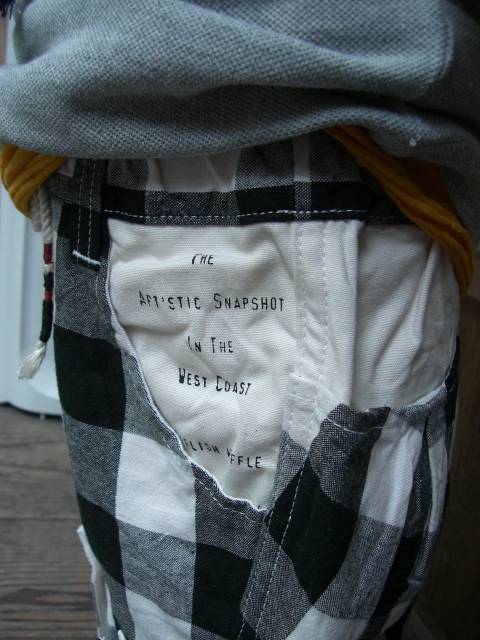 THE
ARTISTIC SNAPSHOT
IN THE
WEST COAST